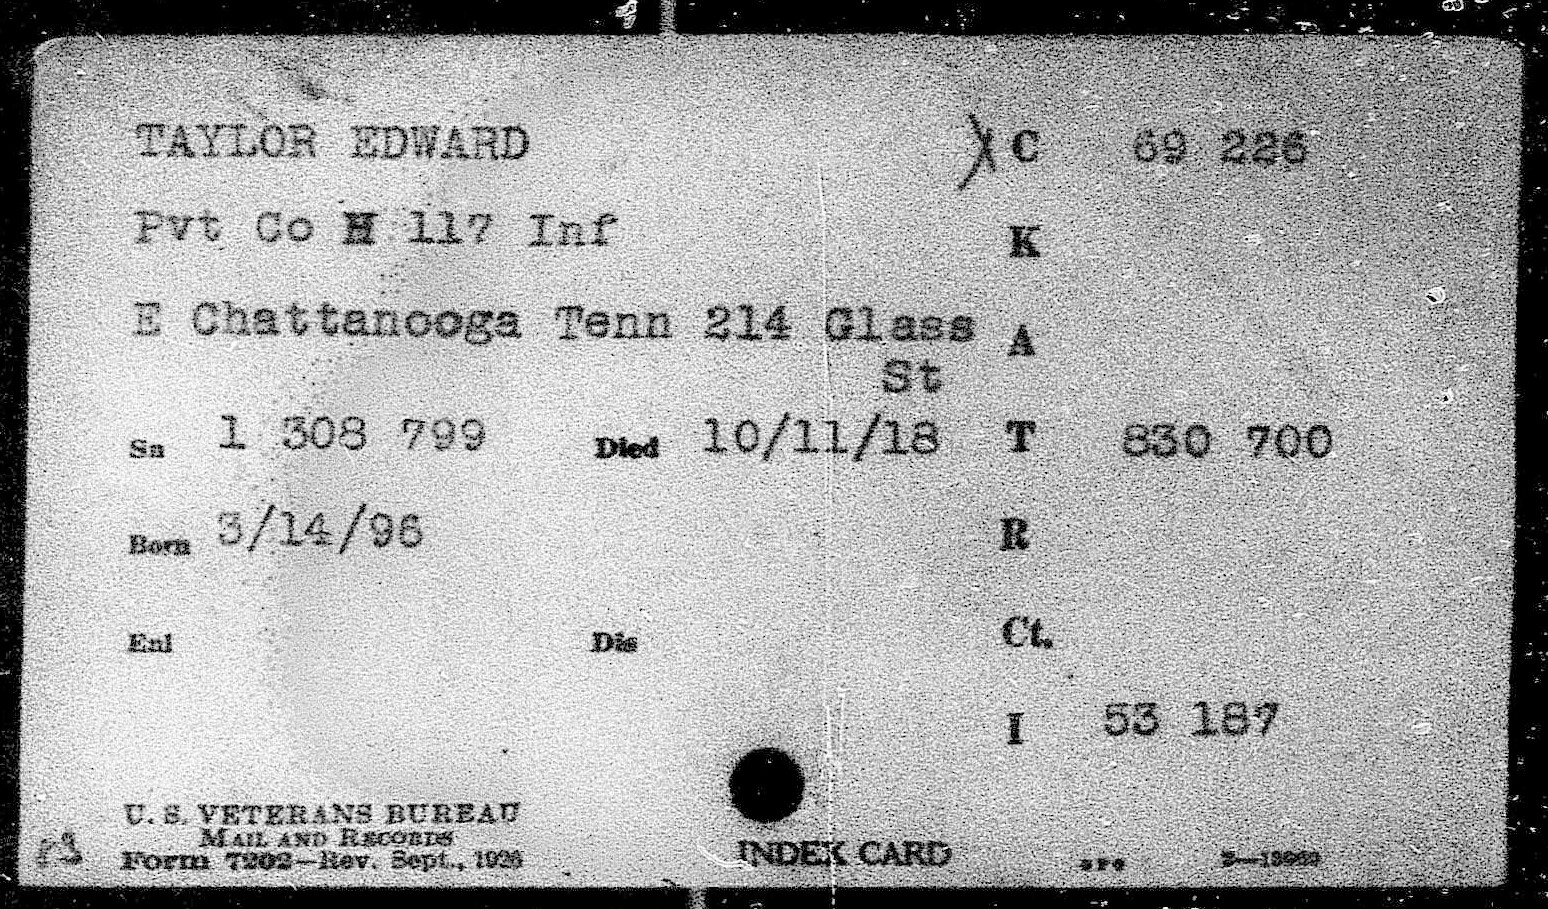 TAYLOR EDWARD
X C 69 226
Pvt Co H 117 Inf
K
E Chattanooga Tenn 214 Glass
St
A
Sn 1 308 799 Died 10/11/18
T 830 700
Born 3/14/96
R
Enl Dis
Ct.
I 53 187
U. S. VETERANS BUREAU
MAIL AND RECORDS
Form 7202—Rev. Sept., 1926
INDEX CARD